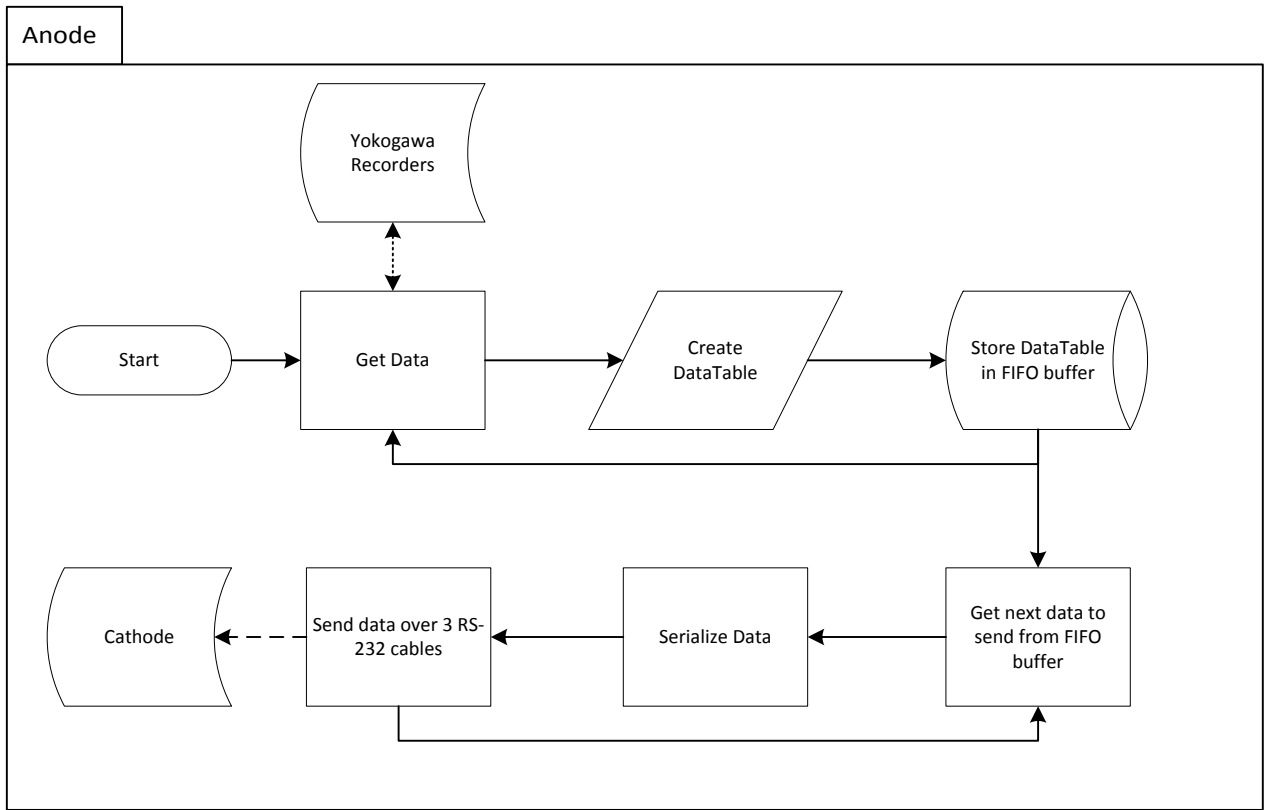 Anode
Yokogawa
Recorders
Start
Get Data
Create
DataTable
Store DataTable
in FIFO buffer
Cathode
Send data over 3 RS-
232 cables
Serialize Data
Get next data to
send from FIFO
buffer